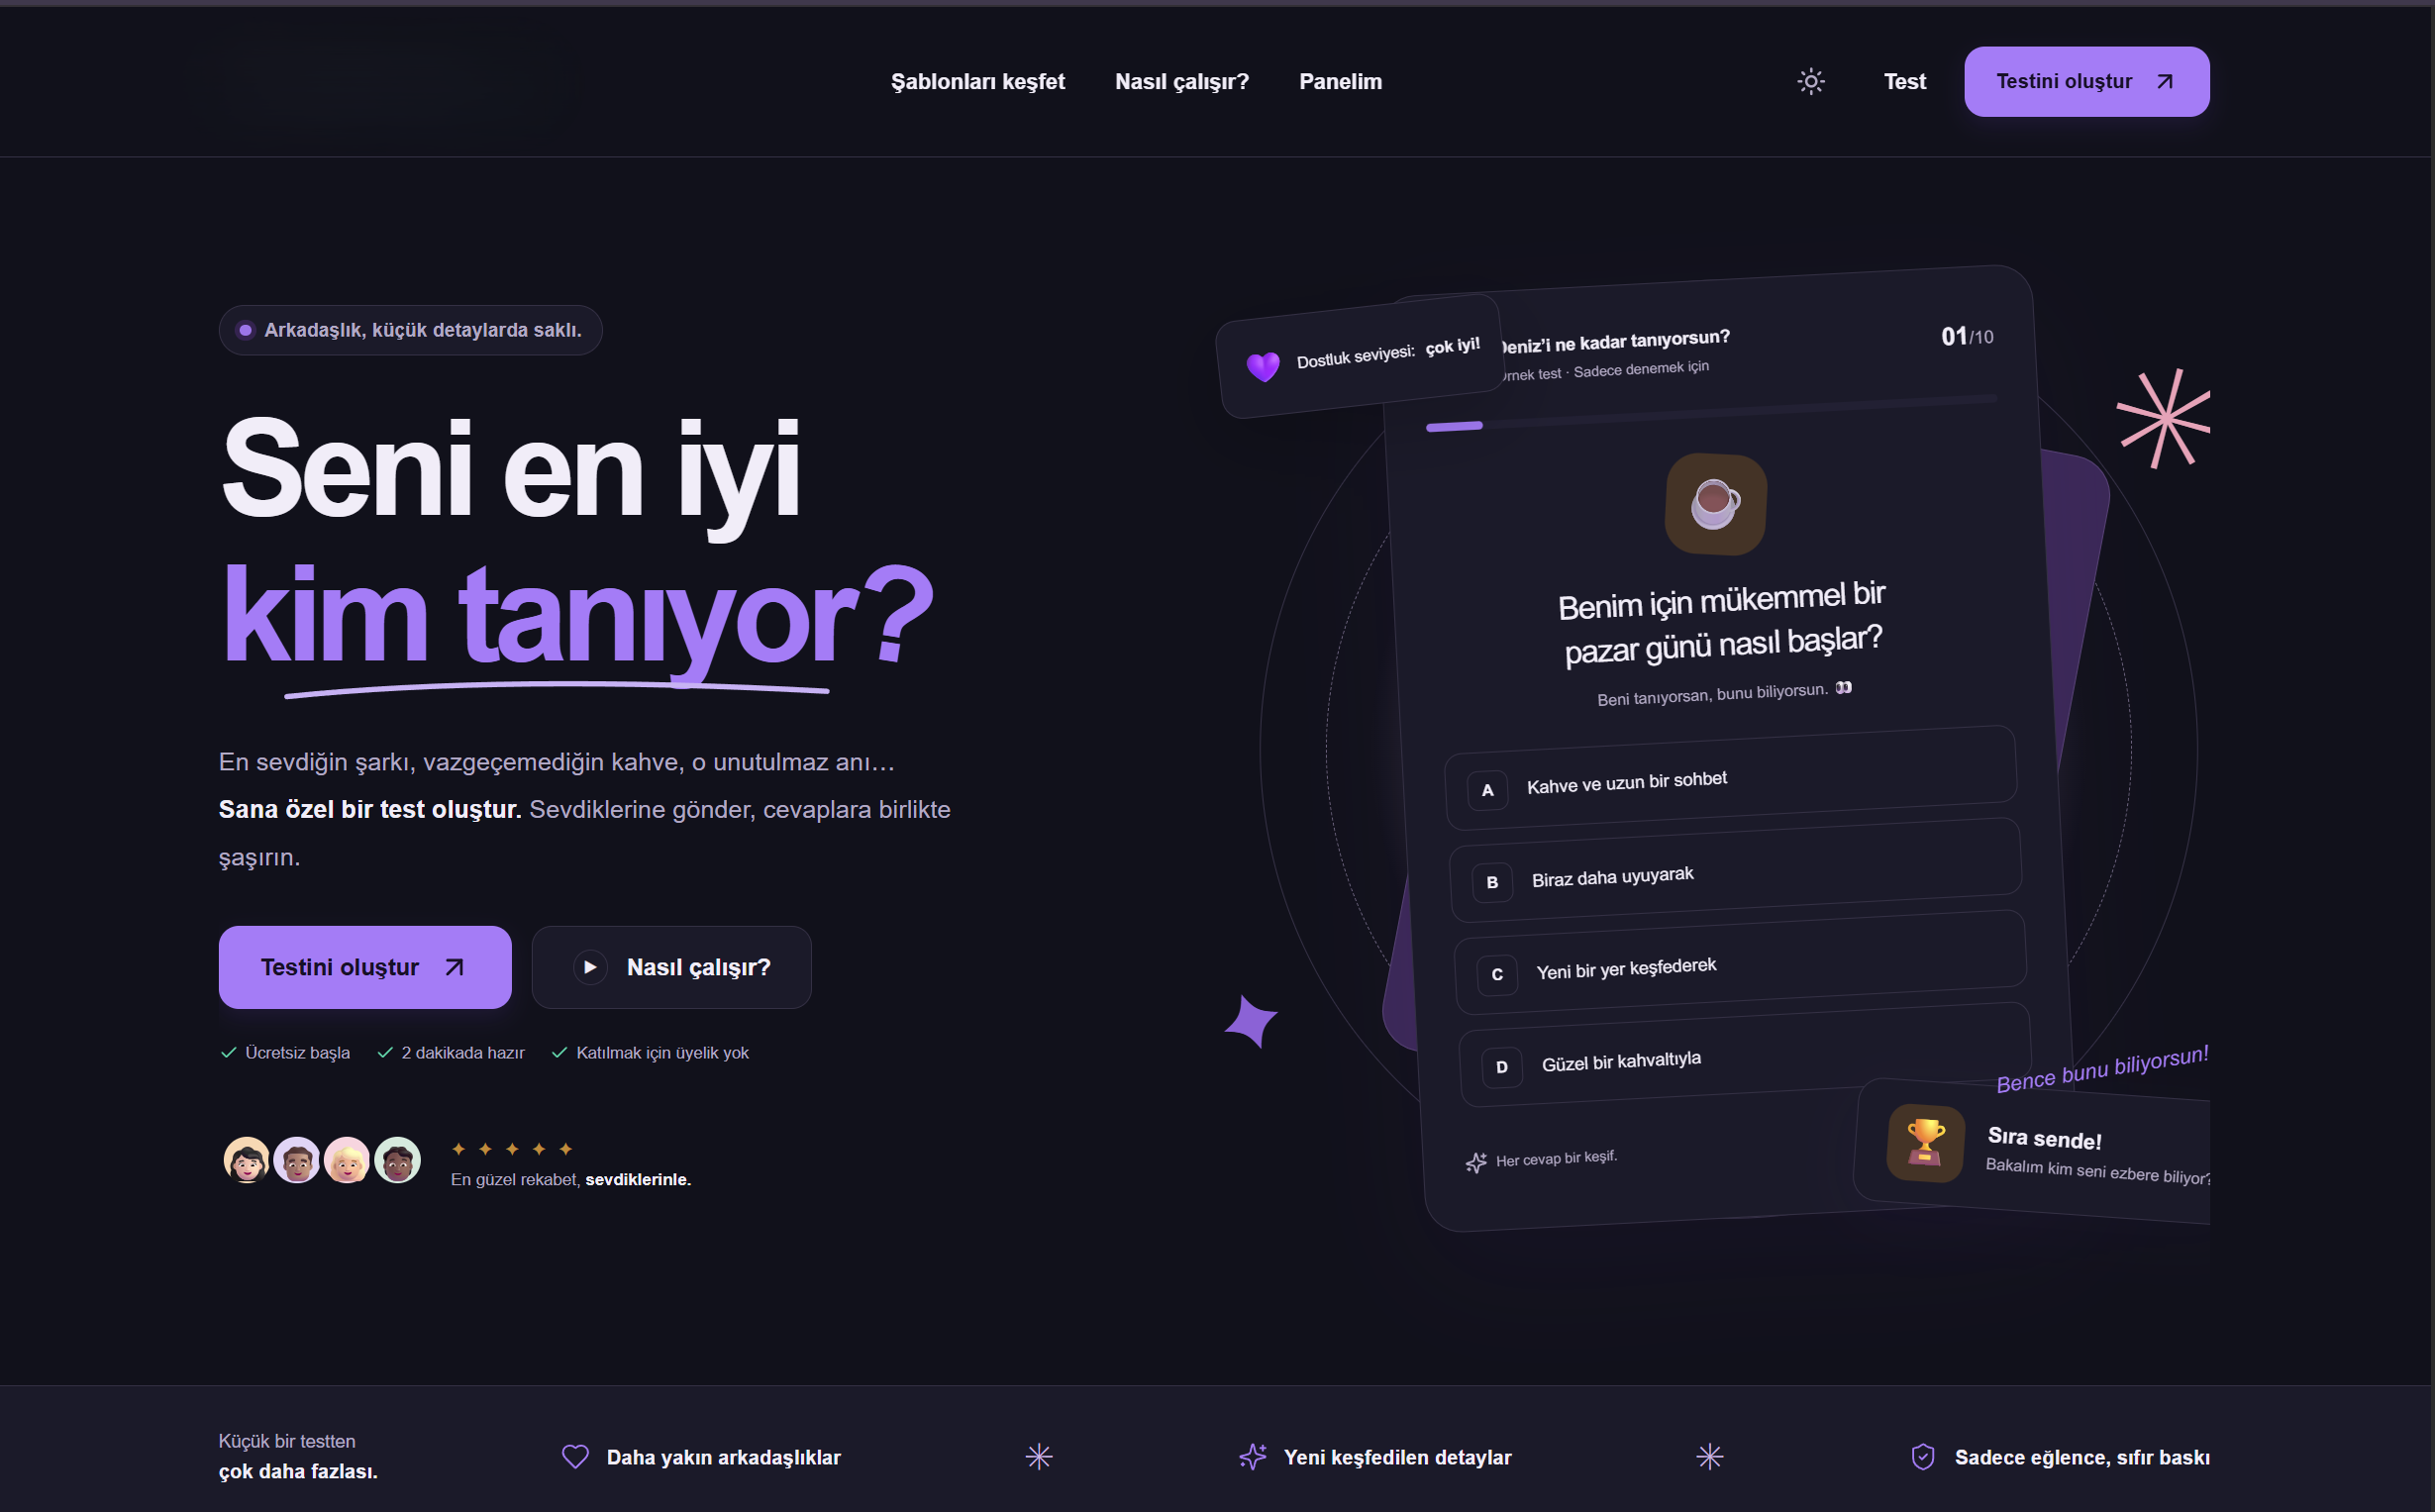 Şablonları keşfet
Nasıl çalışır?
Panelim
Test
Testini oluştur
Arkadaşlık, küçük detaylarda saklı.
Seni en iyi
kim tanıyor?
En sevdiğin şarkı, vazgeçemediğin kahve, o unutulmaz anı…
Sana özel bir test oluştur. Sevdiklerine gönder, cevaplara birlikte
şaşırın.
Testini oluştur
Nasıl çalışır?
Ücretsiz başla
2 dakikada hazır
Katılmak için üyelik yok
En güzel rekabet, sevdiklerinle.
Dostluk seviyesi: çok iyi!
Deniz’i ne kadar tanıyorsun?
Örnek test · Sadece denemek için
01/10
Benim için mükemmel bir
pazar günü nasıl başlar?
Beni tanıyorsan, bunu biliyorsun. 👀
A Kahve ve uzun bir sohbet
B Biraz daha uyuyarak
C Yeni bir yer keşfederek
D Güzel bir kahvaltıyla
Her cevap bir keşif.
Bence bunu biliyorsun!
Sıra sende!
Bakalım kim seni ezbere biliyor?
Küçük bir testten
çok daha fazlası.
Daha yakın arkadaşlıklar
Yeni keşfedilen detaylar
Sadece eğlence, sıfır baskı